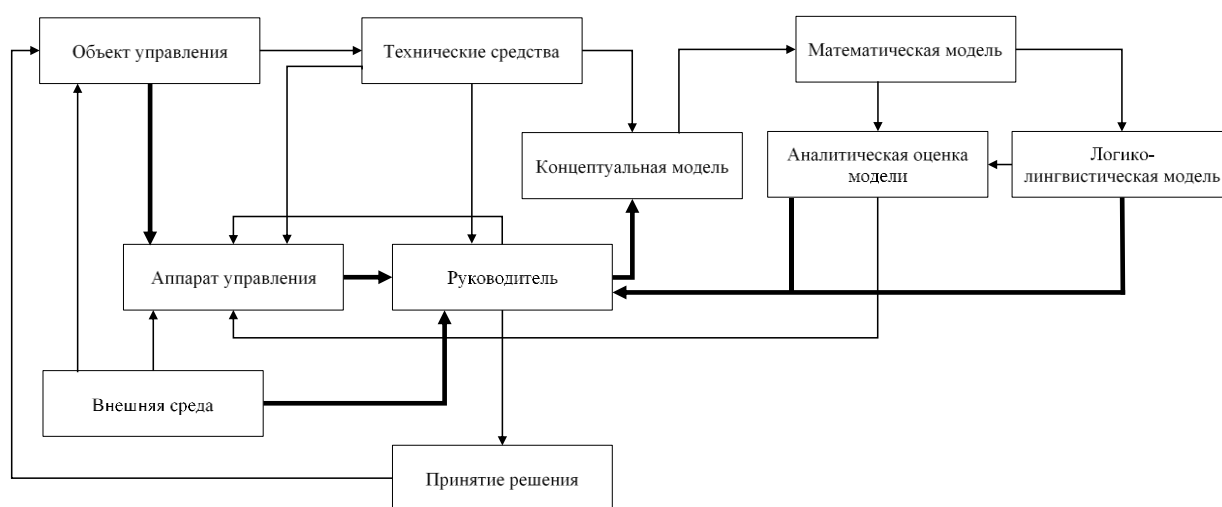 Объект управления
Технические средства
Математическая модель
Концептуальная модель
Аналитическая оценка
модели
Логико-
лингвистическая модель
Аппарат управления
Руководитель
Внешняя среда
Принятие решения